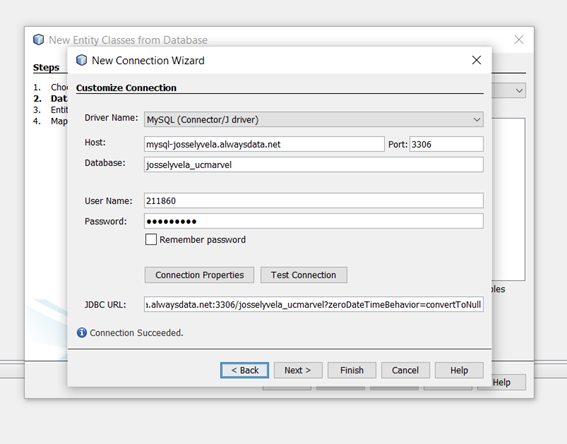 New Entity Classes from Database
Steps
1. Choo
2. Data
3. Entit
4. Map
New Connection Wizard
Customize Connection
Driver Name: MySQL (Connector/J driver)
Host: mysql-josselyvela.alwaysdata.net Port: 3306
Database: josselyvela_ucmarvel
User Name: 211860
Password: ●●●●●●●●●
Remember password
Connection Properties Test Connection
JDBC URL: a.alwaysdata.net:3306/josselyvela_ucmarvel?zeroDateTimeBehavior=convertToNull
Connection Succeeded.
< Back Next > Finish Cancel Help
bles
Help